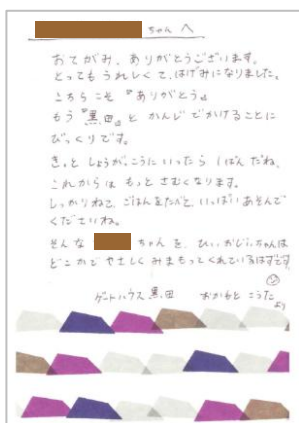 ちゃん へ
おてがみ、ありがとうございます。
とっても うれしくて、はげみになりました。
こちらこそ『ありがとう』
もう『黒田』と かんじ でかけることに
びっくりです。
きっと しょうがっこうに いったら 1ばん だね、
これからは もっと さむくなります。
しっかりねて、ごはんをたべて、いっぱい あそんで
くださいね。
そんな ちゃん を、ひいおじいちゃんは
どこかで やさしく みまもってくれているはずです
ゲートハウス 黒田 おかもと こうた
より